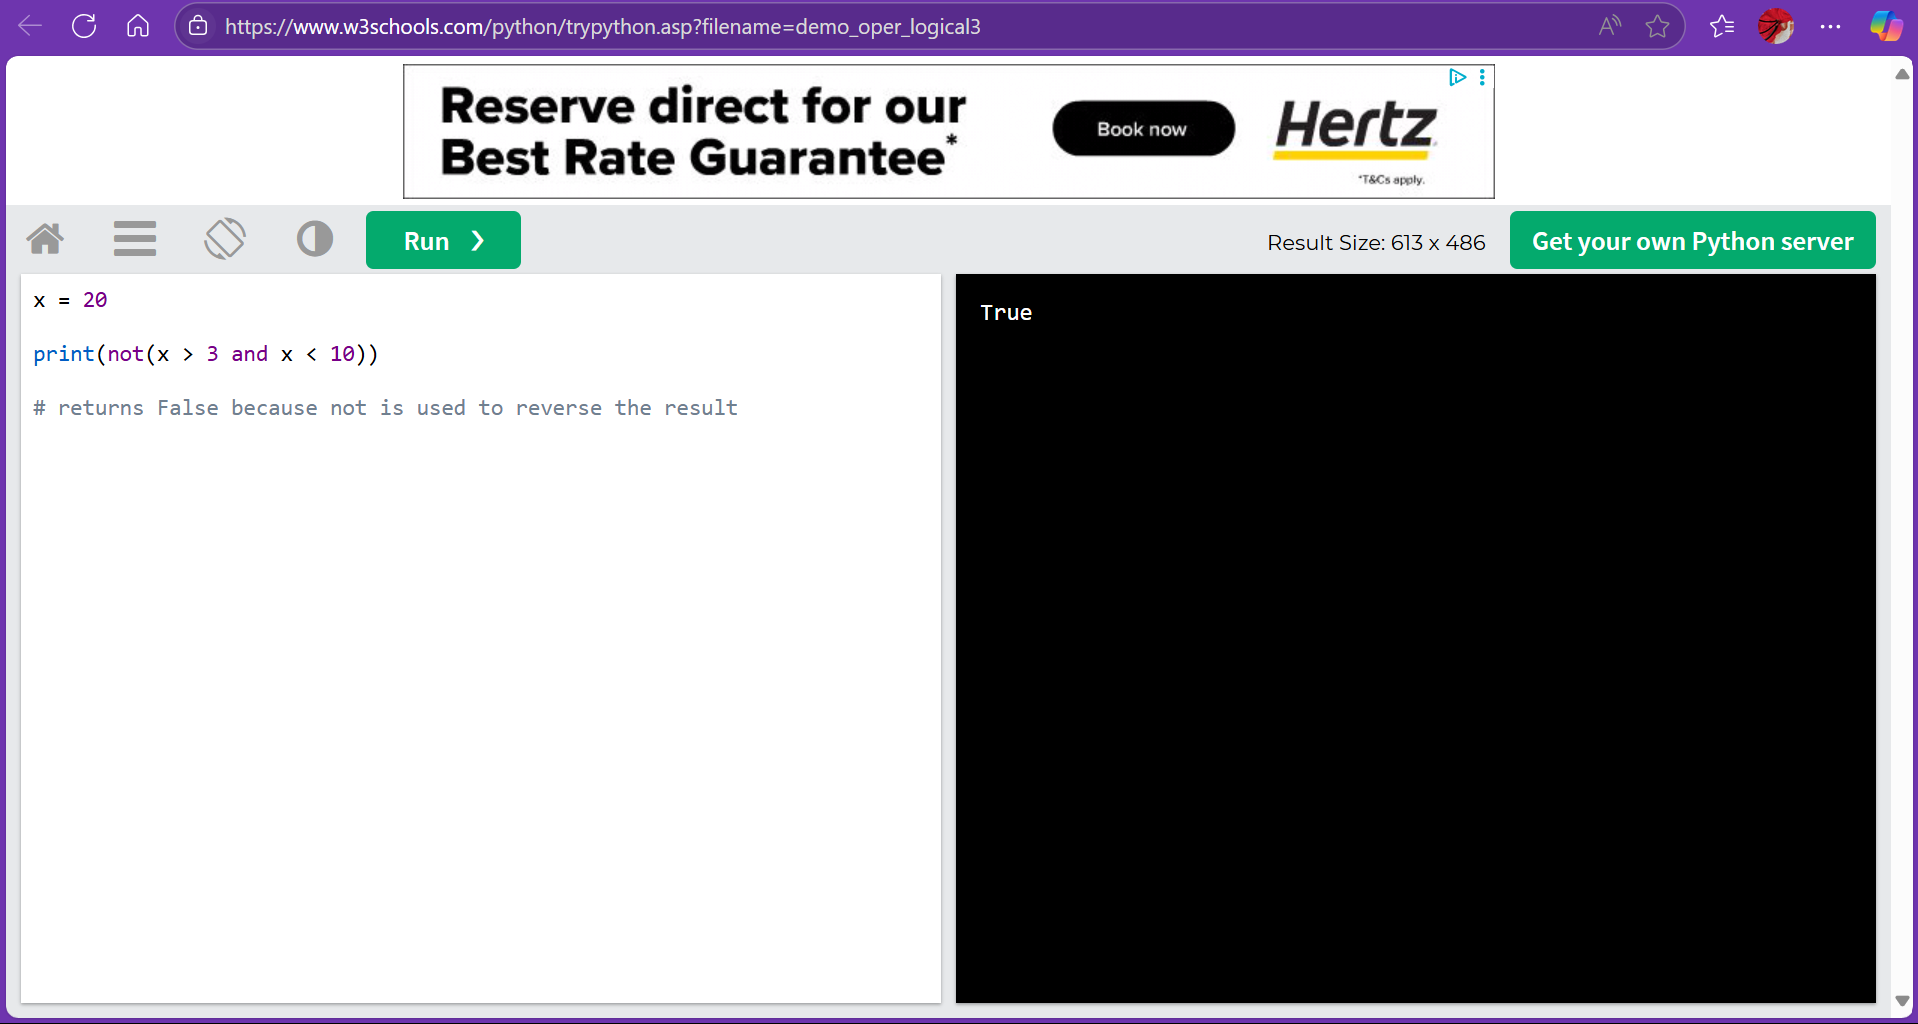 https://www.w3schools.com/python/trypython.asp?filename=demo_oper_logical3
Reserve direct for our
Best Rate Guarantee*
Book now
Hertz
*T&Cs apply.
Run ❯
Result Size: 613 x 486
Get your own Python server
x = 20
print(not(x > 3 and x < 10))
# returns False because not is used to reverse the result
True